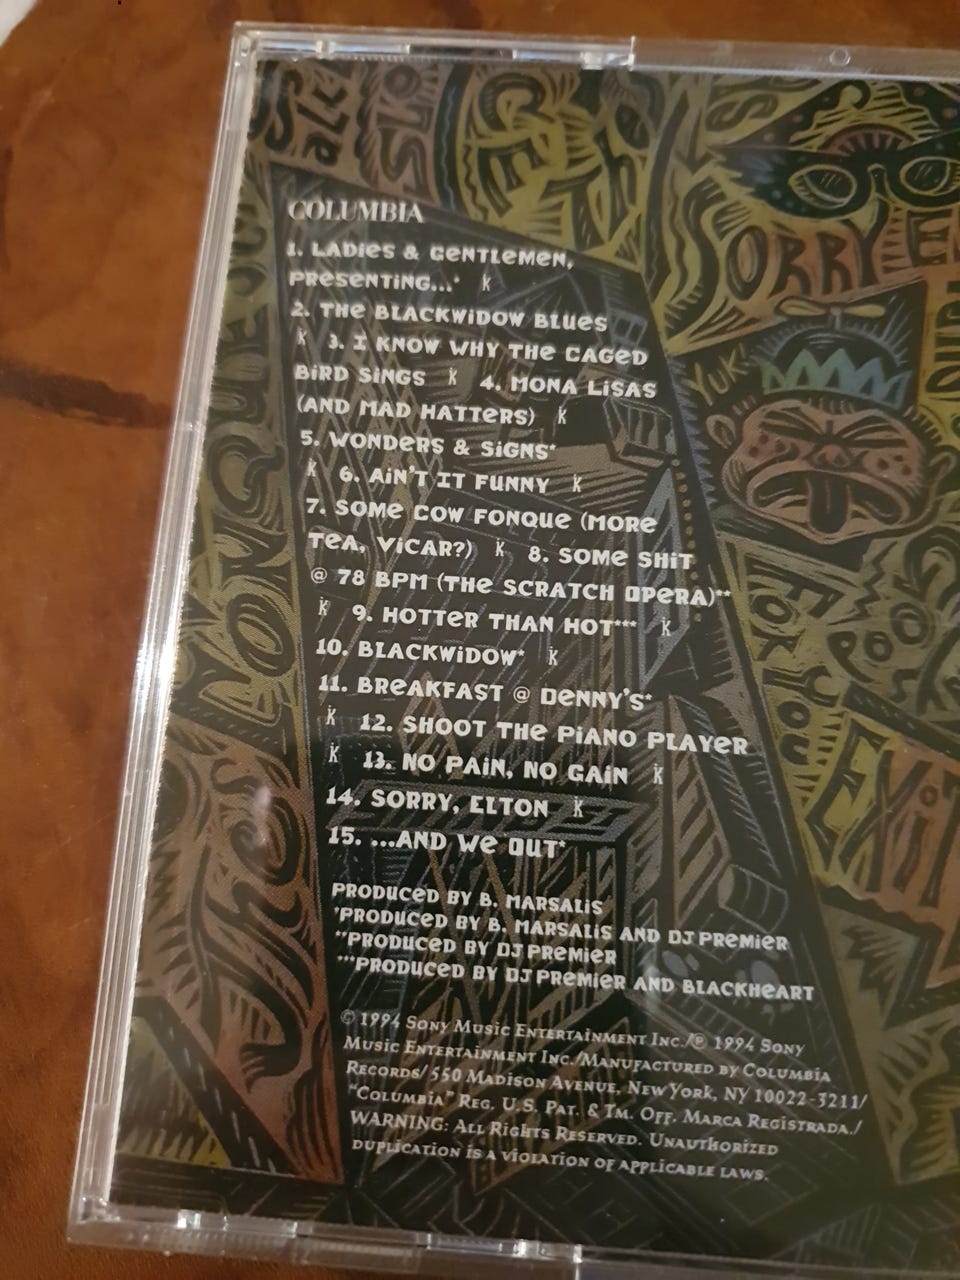 COLUMBIA
1. LADIES & GENTLEMEN,
PRESENTING...* K
2. THE BLACKWIDOW BLUES
K 3. I KNOW WHY THE CAGED
BIRD SINGS K 4. MONA LISAS
(AND MAD HATTERS) K
5. WONDERS & SIGNS*
K 6. AIN'T IT FUNNY K
7. SOME COW FONQUE (MORE
TEA, VICAR?) K 8. SOME SHIT
@ 78 BPM (THE SCRATCH OPERA)**
K 9. HOTTER THAN HOT*** K
10. BLACKWIDOW* K
11. BREAKFAST @ DENNY'S*
K 12. SHOOT THE PIANO PLAYER
K 13. NO PAIN, NO GAIN K
14. SORRY, ELTON K
15. ...AND WE OUT*
PRODUCED BY B. MARSALIS
*PRODUCED BY B. MARSALIS AND DJ PREMIER
**PRODUCED BY DJ PREMIER
***PRODUCED BY DJ PREMIER AND BLACKHEART
© 1994 SONY MUSIC ENTERTAINMENT INC./℗ 1994 SONY
MUSIC ENTERTAINMENT INC./MANUFACTURED BY COLUMBIA
RECORDS/550 MADISON AVENUE, NEW YORK, NY 10022-3211/
"COLUMBIA" REG. U.S. PAT. & TM. OFF. MARCA REGISTRADA./
WARNING: ALL RIGHTS RESERVED. UNAUTHORIZED
DUPLICATION IS A VIOLATION OF APPLICABLE LAWS.
SORRY
YUK!
EXIT